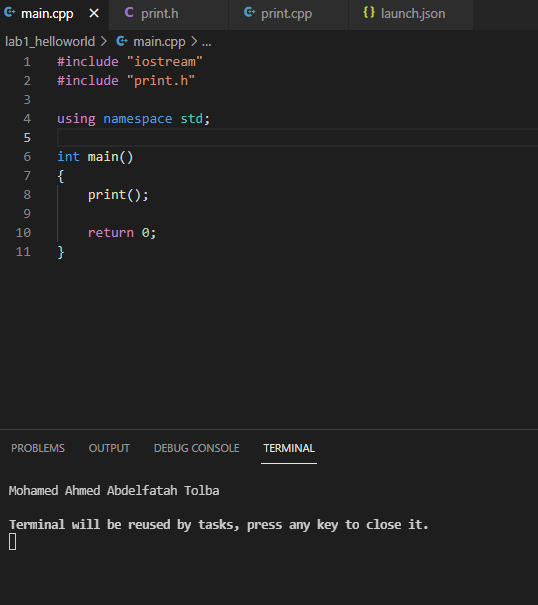 main.cpp × print.h print.cpp {} launch.json
lab1_helloworld > main.cpp > ...
1 #include "iostream"
2 #include "print.h"
3
4 using namespace std;
5
6 int main()
7 {
8 print();
9
10 return 0;
11 }
PROBLEMS OUTPUT DEBUG CONSOLE TERMINAL
Mohamed Ahmed Abdelfatah Tolba
Terminal will be reused by tasks, press any key to close it.